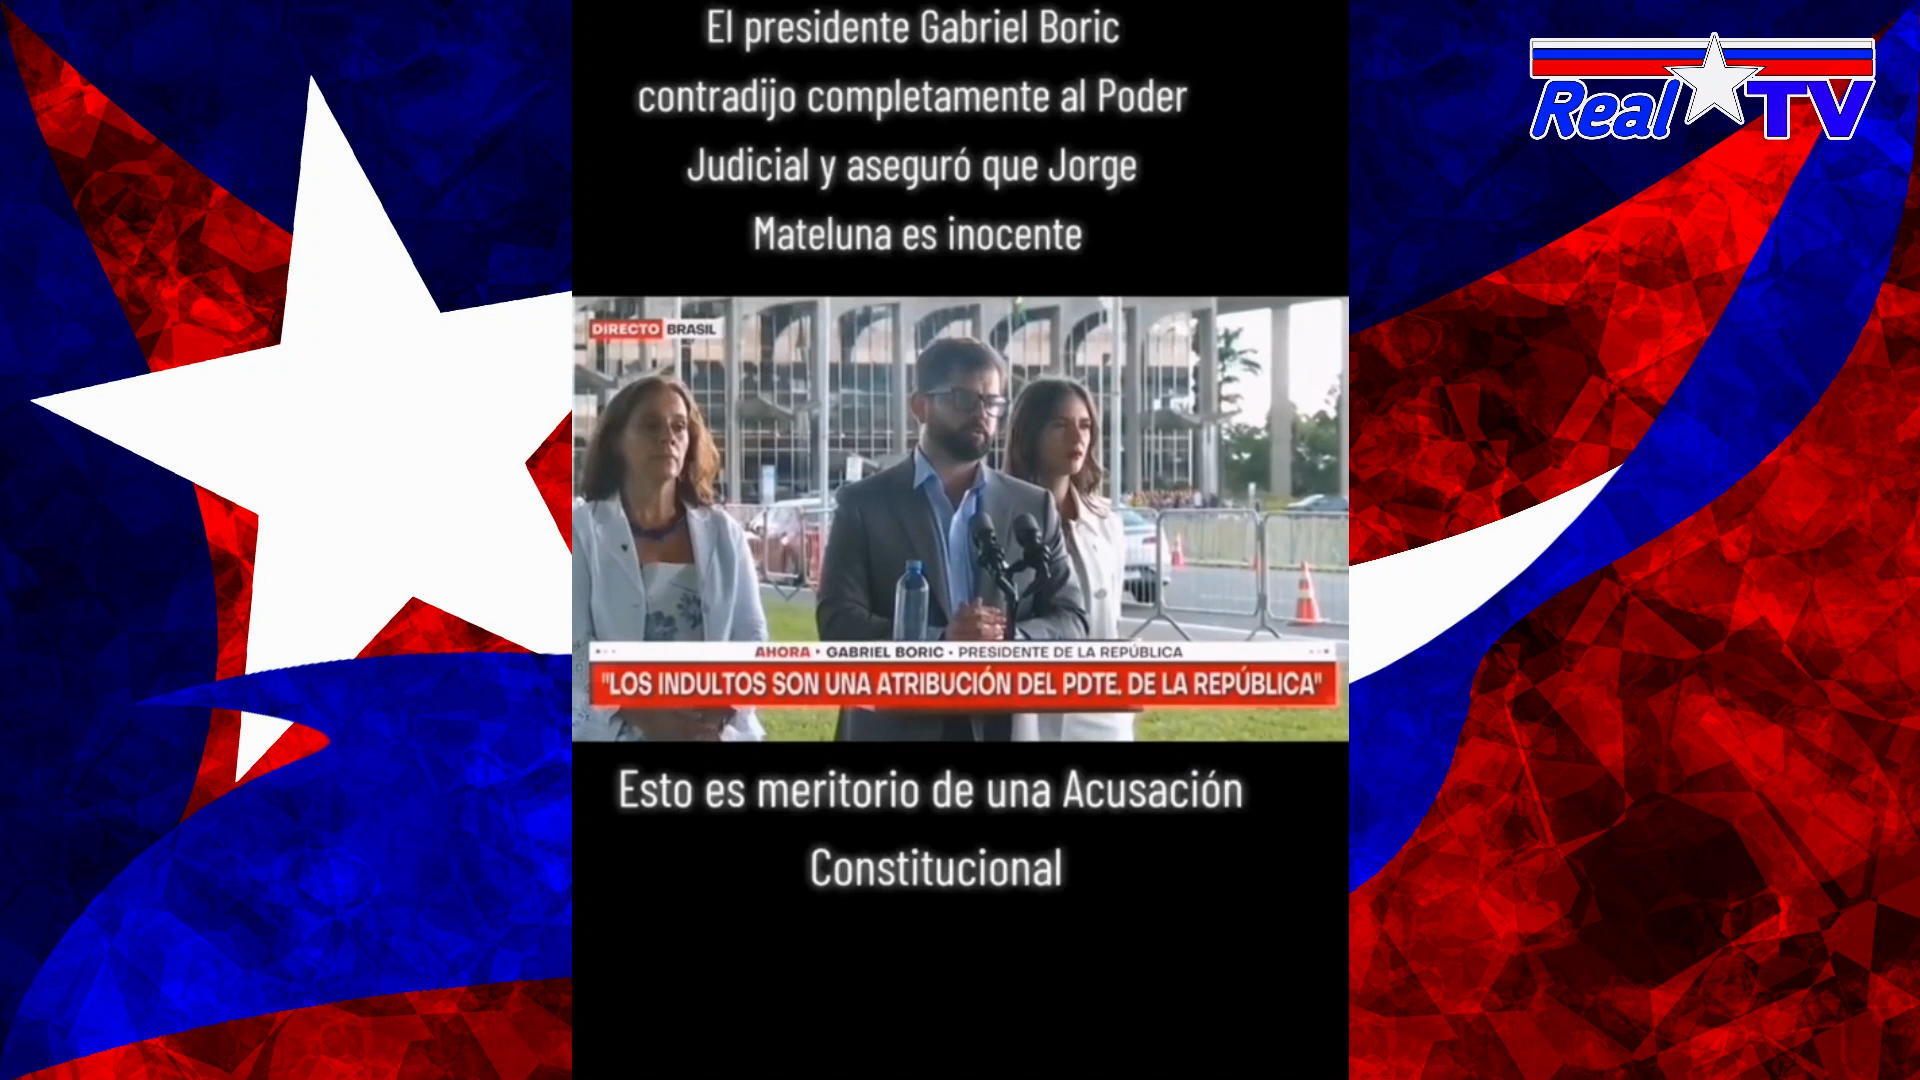 El presidente Gabriel Boric
contradijo completamente al Poder
Judicial y aseguró que Jorge
Mateluna es inocente
Real TV
DIRECTO BRASIL
AHORA • GABRIEL BORIC • PRESIDENTE DE LA REPÚBLICA
"LOS INDULTOS SON UNA ATRIBUCIÓN DEL PDTE. DE LA REPÚBLICA"
Esto es meritorio de una Acusación
Constitucional